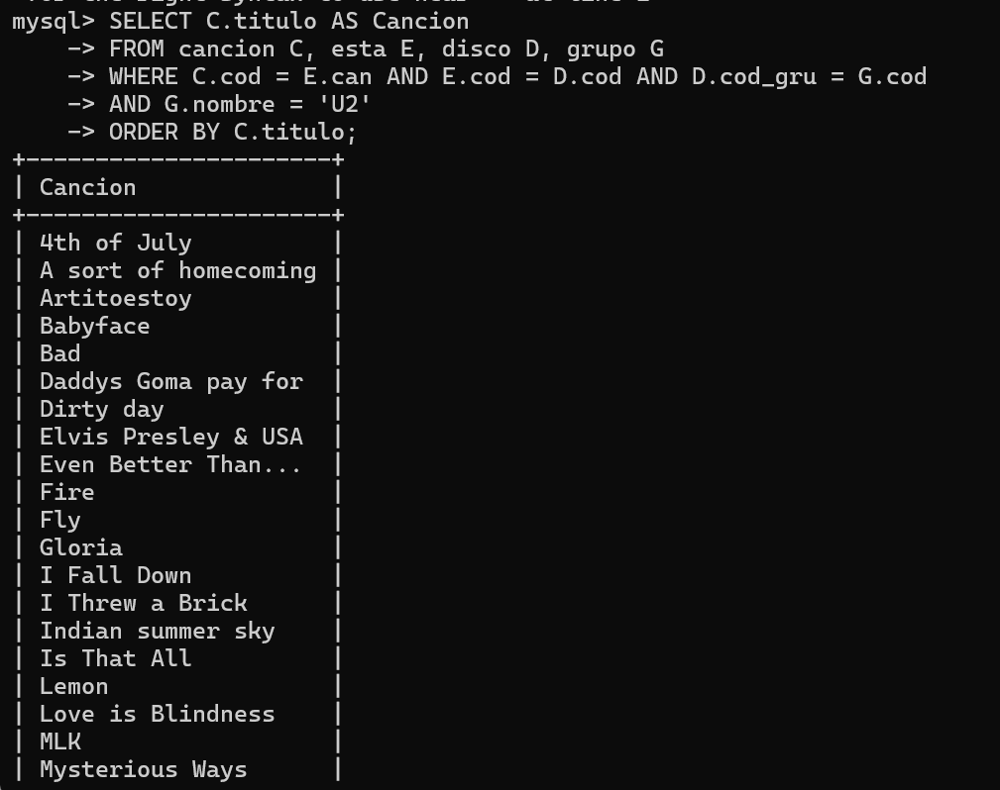 mysql> SELECT C.titulo AS Cancion
    -> FROM cancion C, esta E, disco D, grupo G
    -> WHERE C.cod = E.can AND E.cod = D.cod AND D.cod_gru = G.cod
    -> AND G.nombre = 'U2'
    -> ORDER BY C.titulo;
+----------------------+
| Cancion              |
+----------------------+
| 4th of July          |
| A sort of homecoming |
| Artitoestoy          |
| Babyface             |
| Bad                  |
| Daddys Goma pay for  |
| Dirty day            |
| Elvis Presley & USA  |
| Even Better Than...  |
| Fire                 |
| Fly                  |
| Gloria               |
| I Fall Down          |
| I Threw a Brick      |
| Indian summer sky    |
| Is That All          |
| Lemon                |
| Love is Blindness    |
| MLK                  |
| Mysterious Ways      |